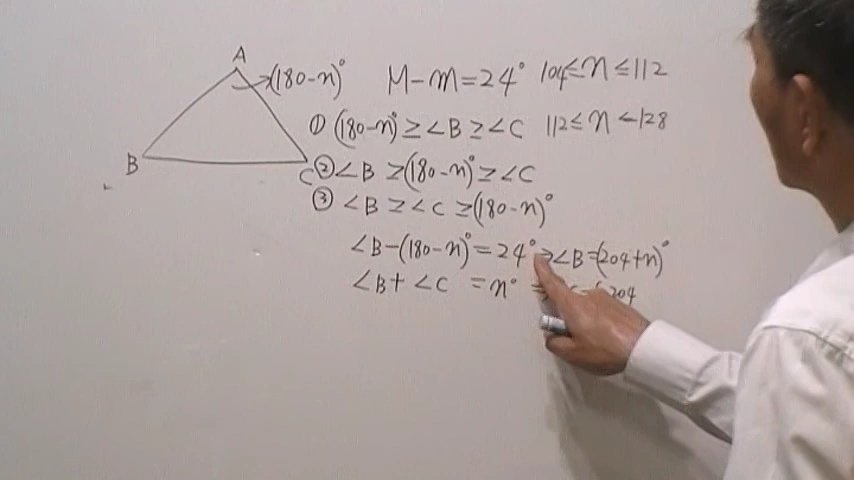 A
(180-n)° M-m=24° 104≤n≤112
① (180-n)°≥∠B≥∠C 112≤n<128
B
C
②∠B≥(180-n)°≥∠C
③ ∠B≥∠C≥(180-n)°
∠B-(180-n)°=24°⇒∠B=(204+n)°
∠B+∠C =n° 204